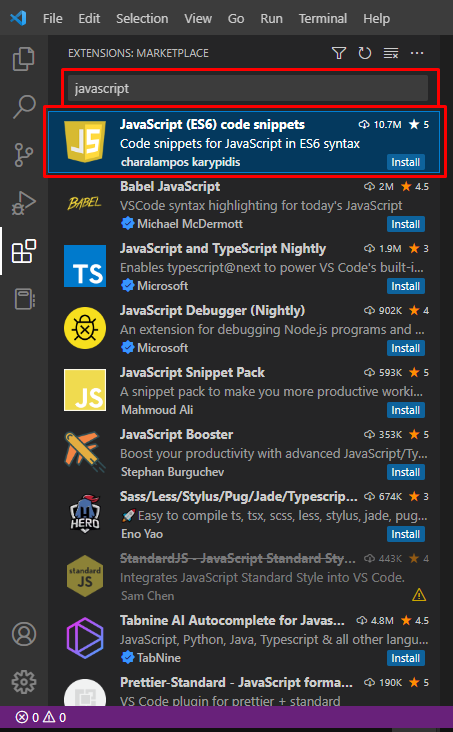 File Edit Selection View Go Run Terminal Help
EXTENSIONS: MARKETPLACE
javascript
JS
JavaScript (ES6) code snippets 10.7M 5
Code snippets for JavaScript in ES6 syntax
charalampos karypidis Install
BABEL
Babel JavaScript 2M 4.5
VSCode syntax highlighting for today's JavaScript
Michael McDermott Install
TS
JavaScript and TypeScript Nightly 1.9M 3
Enables typescript@next to power VS Code's built-i...
Microsoft Install
JavaScript Debugger (Nightly) 902K 4
An extension for debugging Node.js programs and ...
Microsoft Install
JS
JavaScript Snippet Pack 593K 5
A snippet pack to make you more productive worki...
Mahmoud Ali Install
JavaScript Booster 353K 5
Boost your productivity with advanced JavaScript/Ty...
Stephan Burguchev Install
HERO
Sass/Less/Stylus/Pug/Jade/Typescrip... 674K 3
🚀Easy to compile ts, tsx, scss, less, stylus, jade, pug...
Eno Yao Install
standard
JS
StandardJS - JavaScript Standard Sty... 443K 4
Integrates JavaScript Standard Style into VS Code.
Sam Chen
Tabnine AI Autocomplete for Javas... 4.8M 4.5
JavaScript, Python, Java, Typescript & all other langu...
TabNine Install
Prettier-Standard - JavaScript forma... 190K 5
VS Code plugin for prettier + standard
0 0